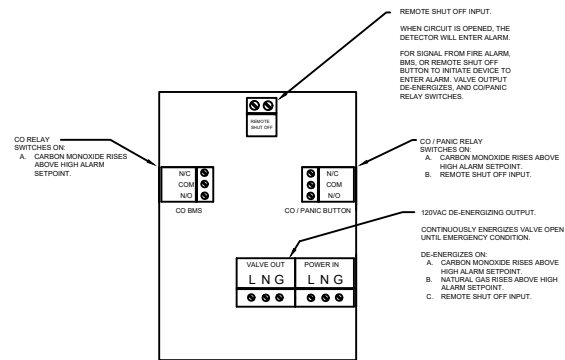 REMOTE SHUT OFF INPUT.
WHEN CIRCUIT IS OPENED, THE
DETECTOR WILL ENTER ALARM.
FOR SIGNAL FROM FIRE ALARM,
BMS, OR REMOTE SHUT OFF
BUTTON TO INITIATE DEVICE TO
ENTER ALARM. VALVE OUTPUT
DE-ENERGIZES, AND CO/PANIC
RELAY SWITCHES.
REMOTE
SHUT OFF
CO RELAY
SWITCHES ON:
A. CARBON MONOXIDE RISES
ABOVE HIGH ALARM
SETPOINT.
N/C
COM
N/O
CO BMS
N/C
COM
N/O
CO / PANIC BUTTON
CO / PANIC RELAY
SWITCHES ON:
A. CARBON MONOXIDE RISES ABOVE
HIGH ALARM SETPOINT.
B. REMOTE SHUT OFF INPUT.
120VAC DE-ENERGIZING OUTPUT.
CONTINUOUSLY ENERGIZES VALVE OPEN
UNTIL EMERGENCY CONDITION.
DE-ENERGIZES ON:
A. CARBON MONOXIDE RISES ABOVE
HIGH ALARM SETPOINT.
B. NATURAL GAS RISES ABOVE HIGH
ALARM SETPOINT.
C. REMOTE SHUT OFF INPUT.
VALVE OUT
L N G
POWER IN
L N G